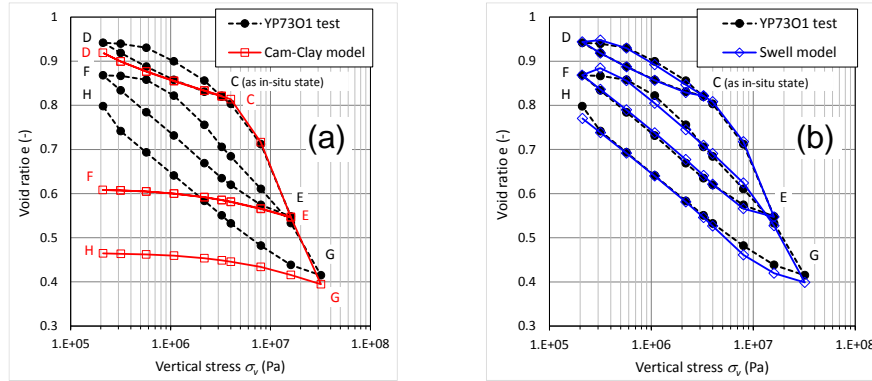 YP73O1 test
Cam-Clay model
D
D
F
H
C (as in-situ state)
C
(a)
F
E
E
H
G
G
Void ratio e (-)
1
0.9
0.8
0.7
0.6
0.5
0.4
0.3
1.E+05 1.E+06 1.E+07 1.E+08
Vertical stress σv (Pa)
YP73O1 test
Swell model
D
F
H
C (as in-situ state)
(b)
E
G
Void ratio e (-)
1
0.9
0.8
0.7
0.6
0.5
0.4
0.3
1.E+05 1.E+06 1.E+07 1.E+08
Vertical stress σv (Pa)